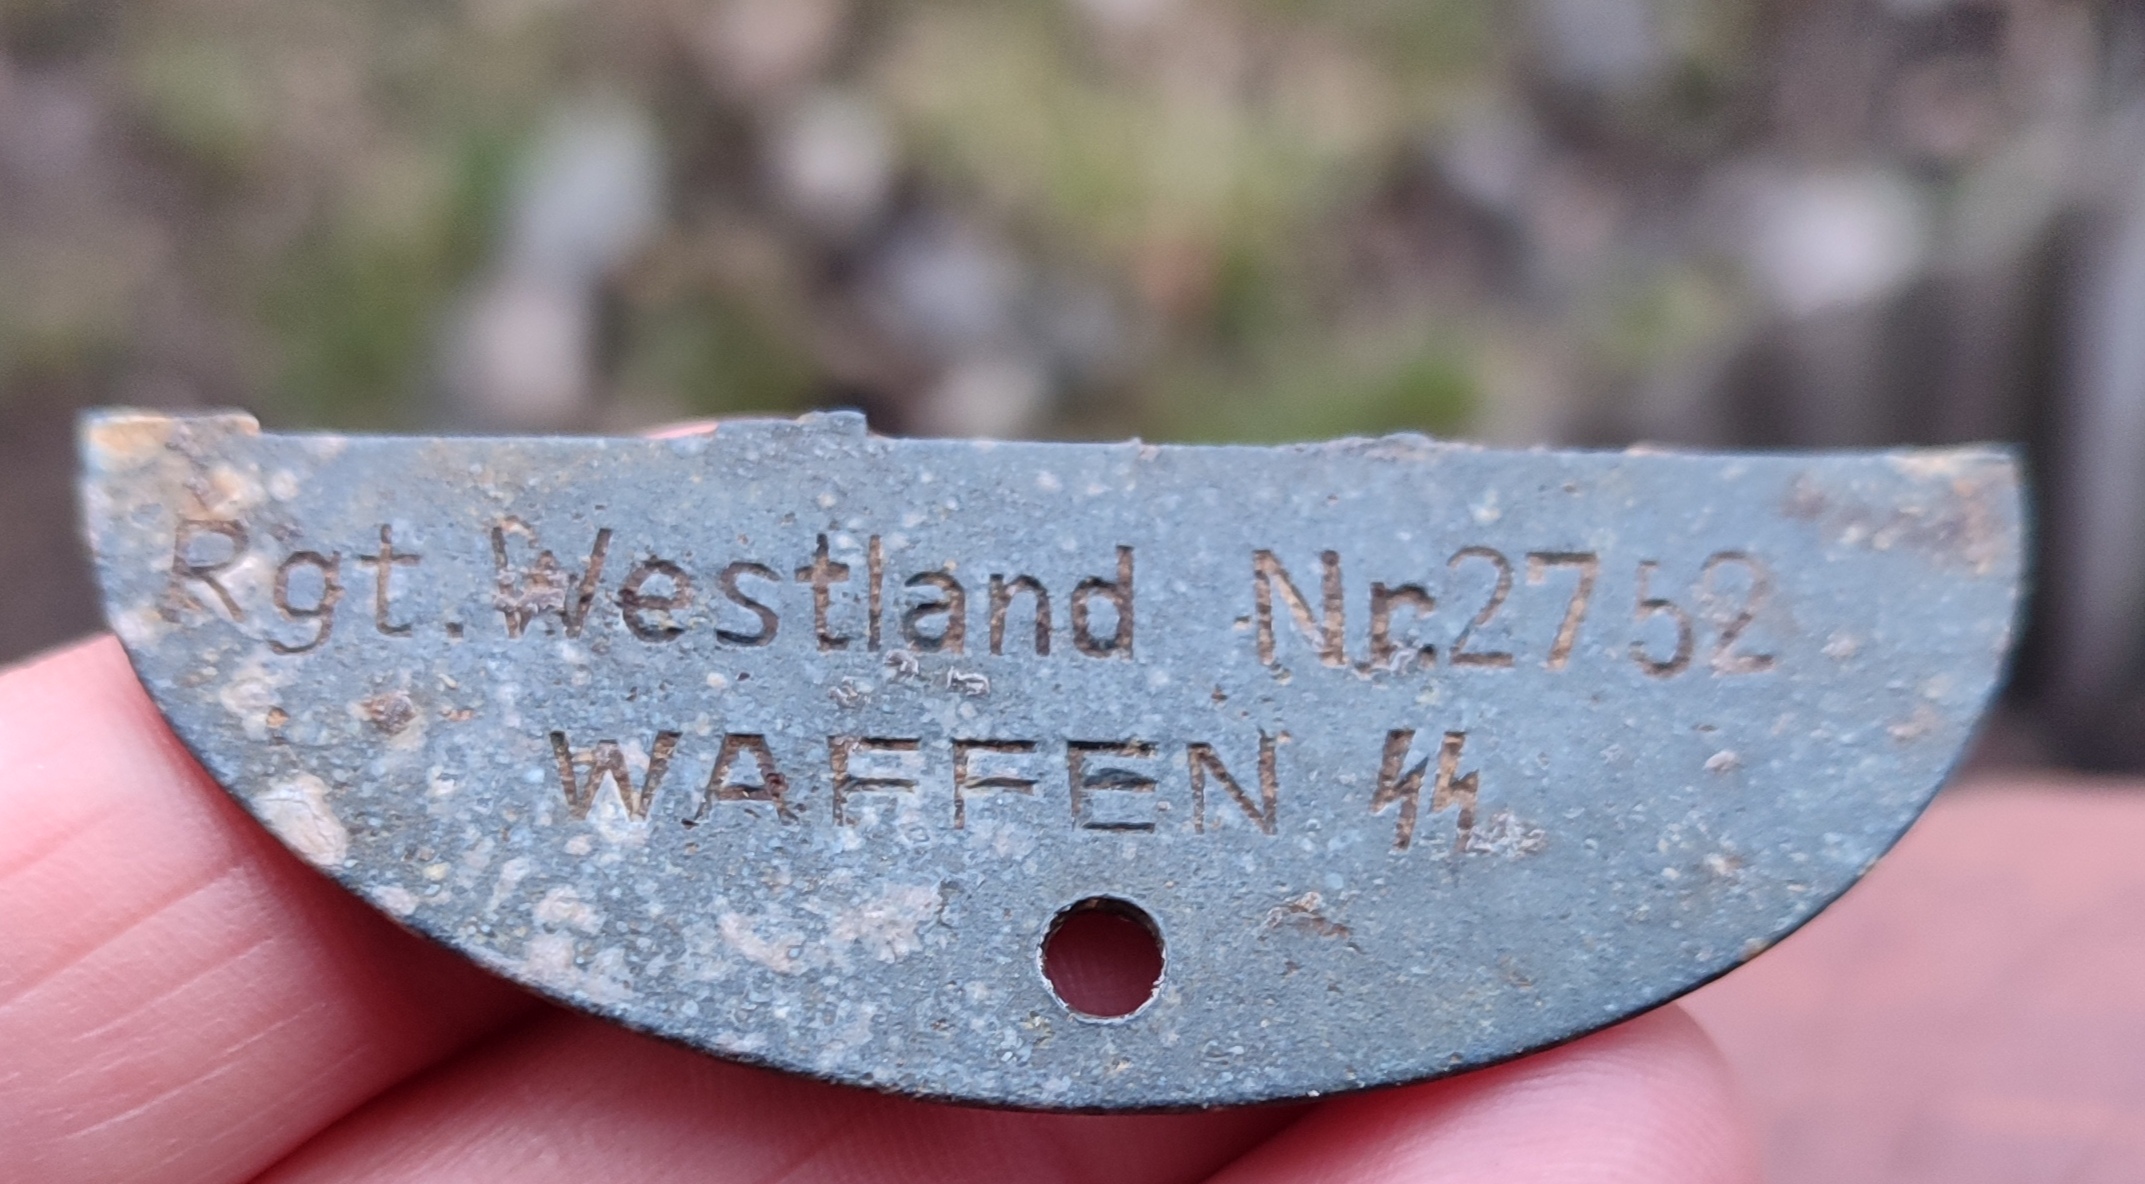 Rgt. Westland Nr. 2752
WAFFEN ᛋᛋ